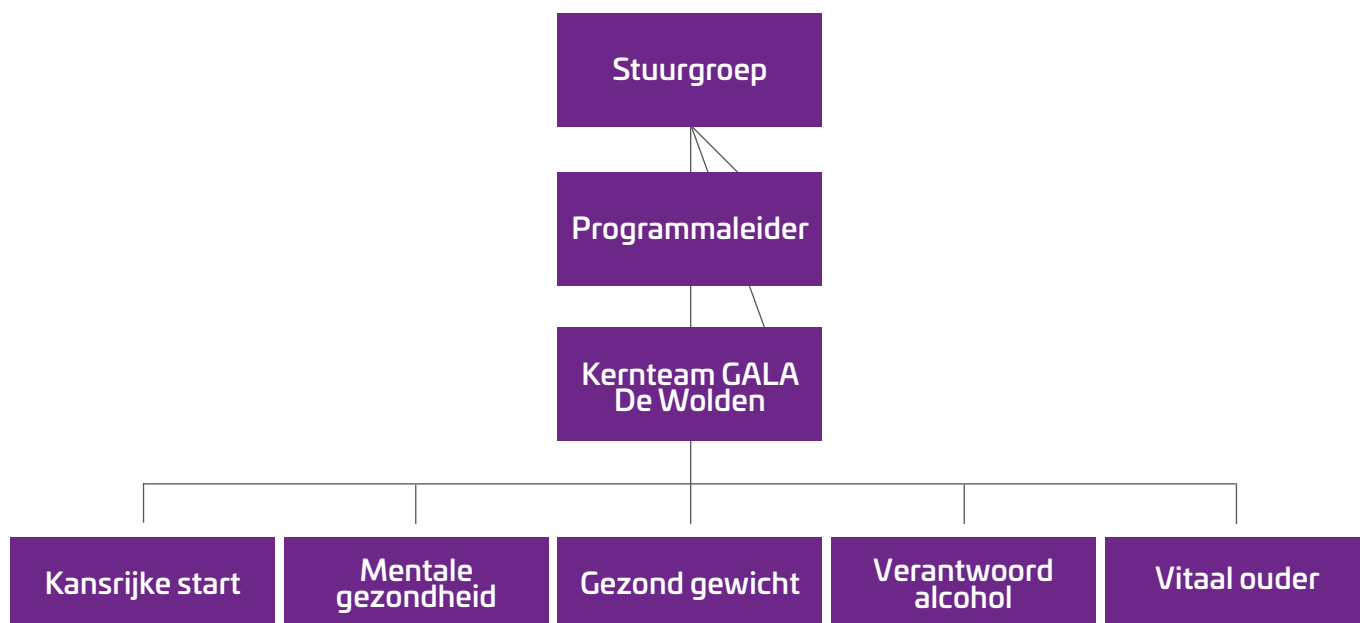 Stuurgroep
Programmaleider
Kernteam GALA
De Wolden
Kansrijke start
Mentale
gezondheid
Gezond gewicht
Verantwoord
alcohol
Vitaal ouder